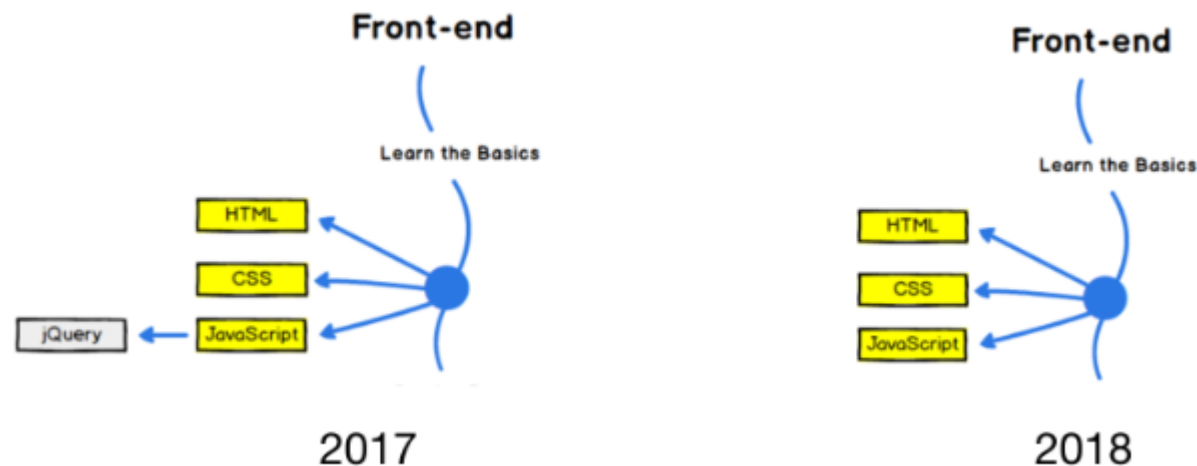 Front-end
Learn the Basics
HTML
CSS
jQuery
JavaScript
2017
Front-end
Learn the Basics
HTML
CSS
JavaScript
2018